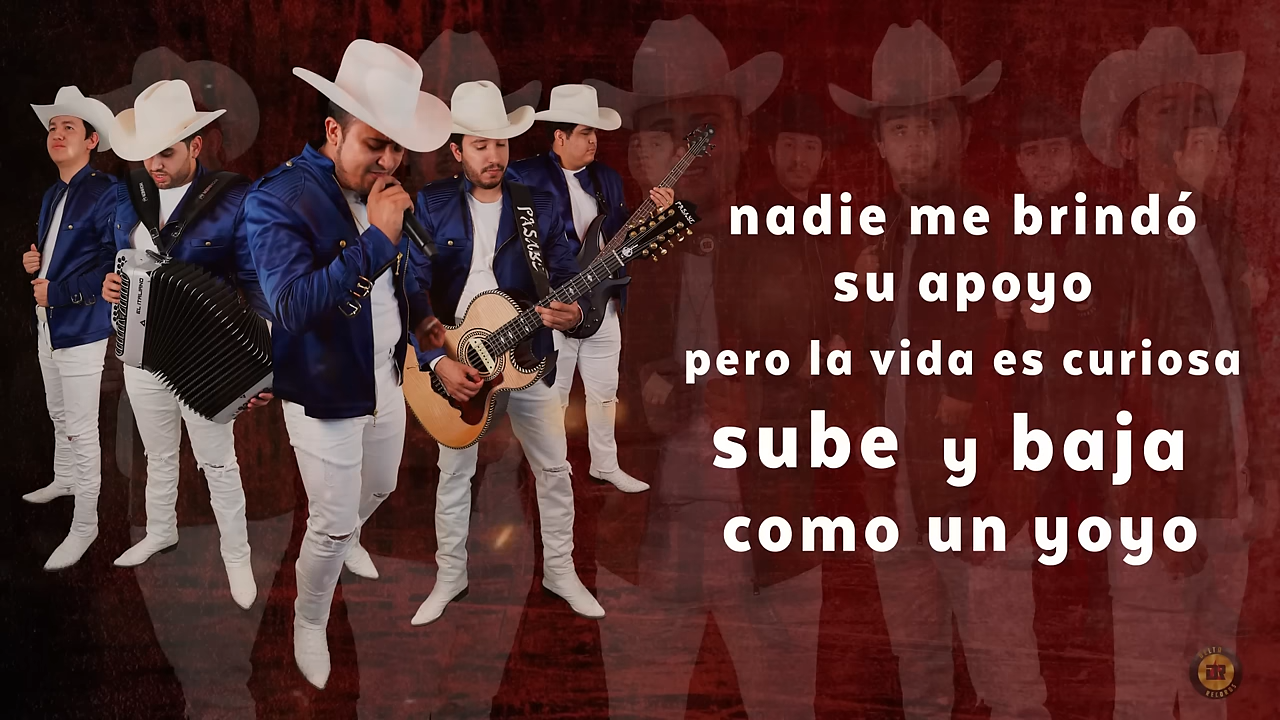 nadie me brindó
su apoyo
pero la vida es curiosa
sube y baja
como un yoyo